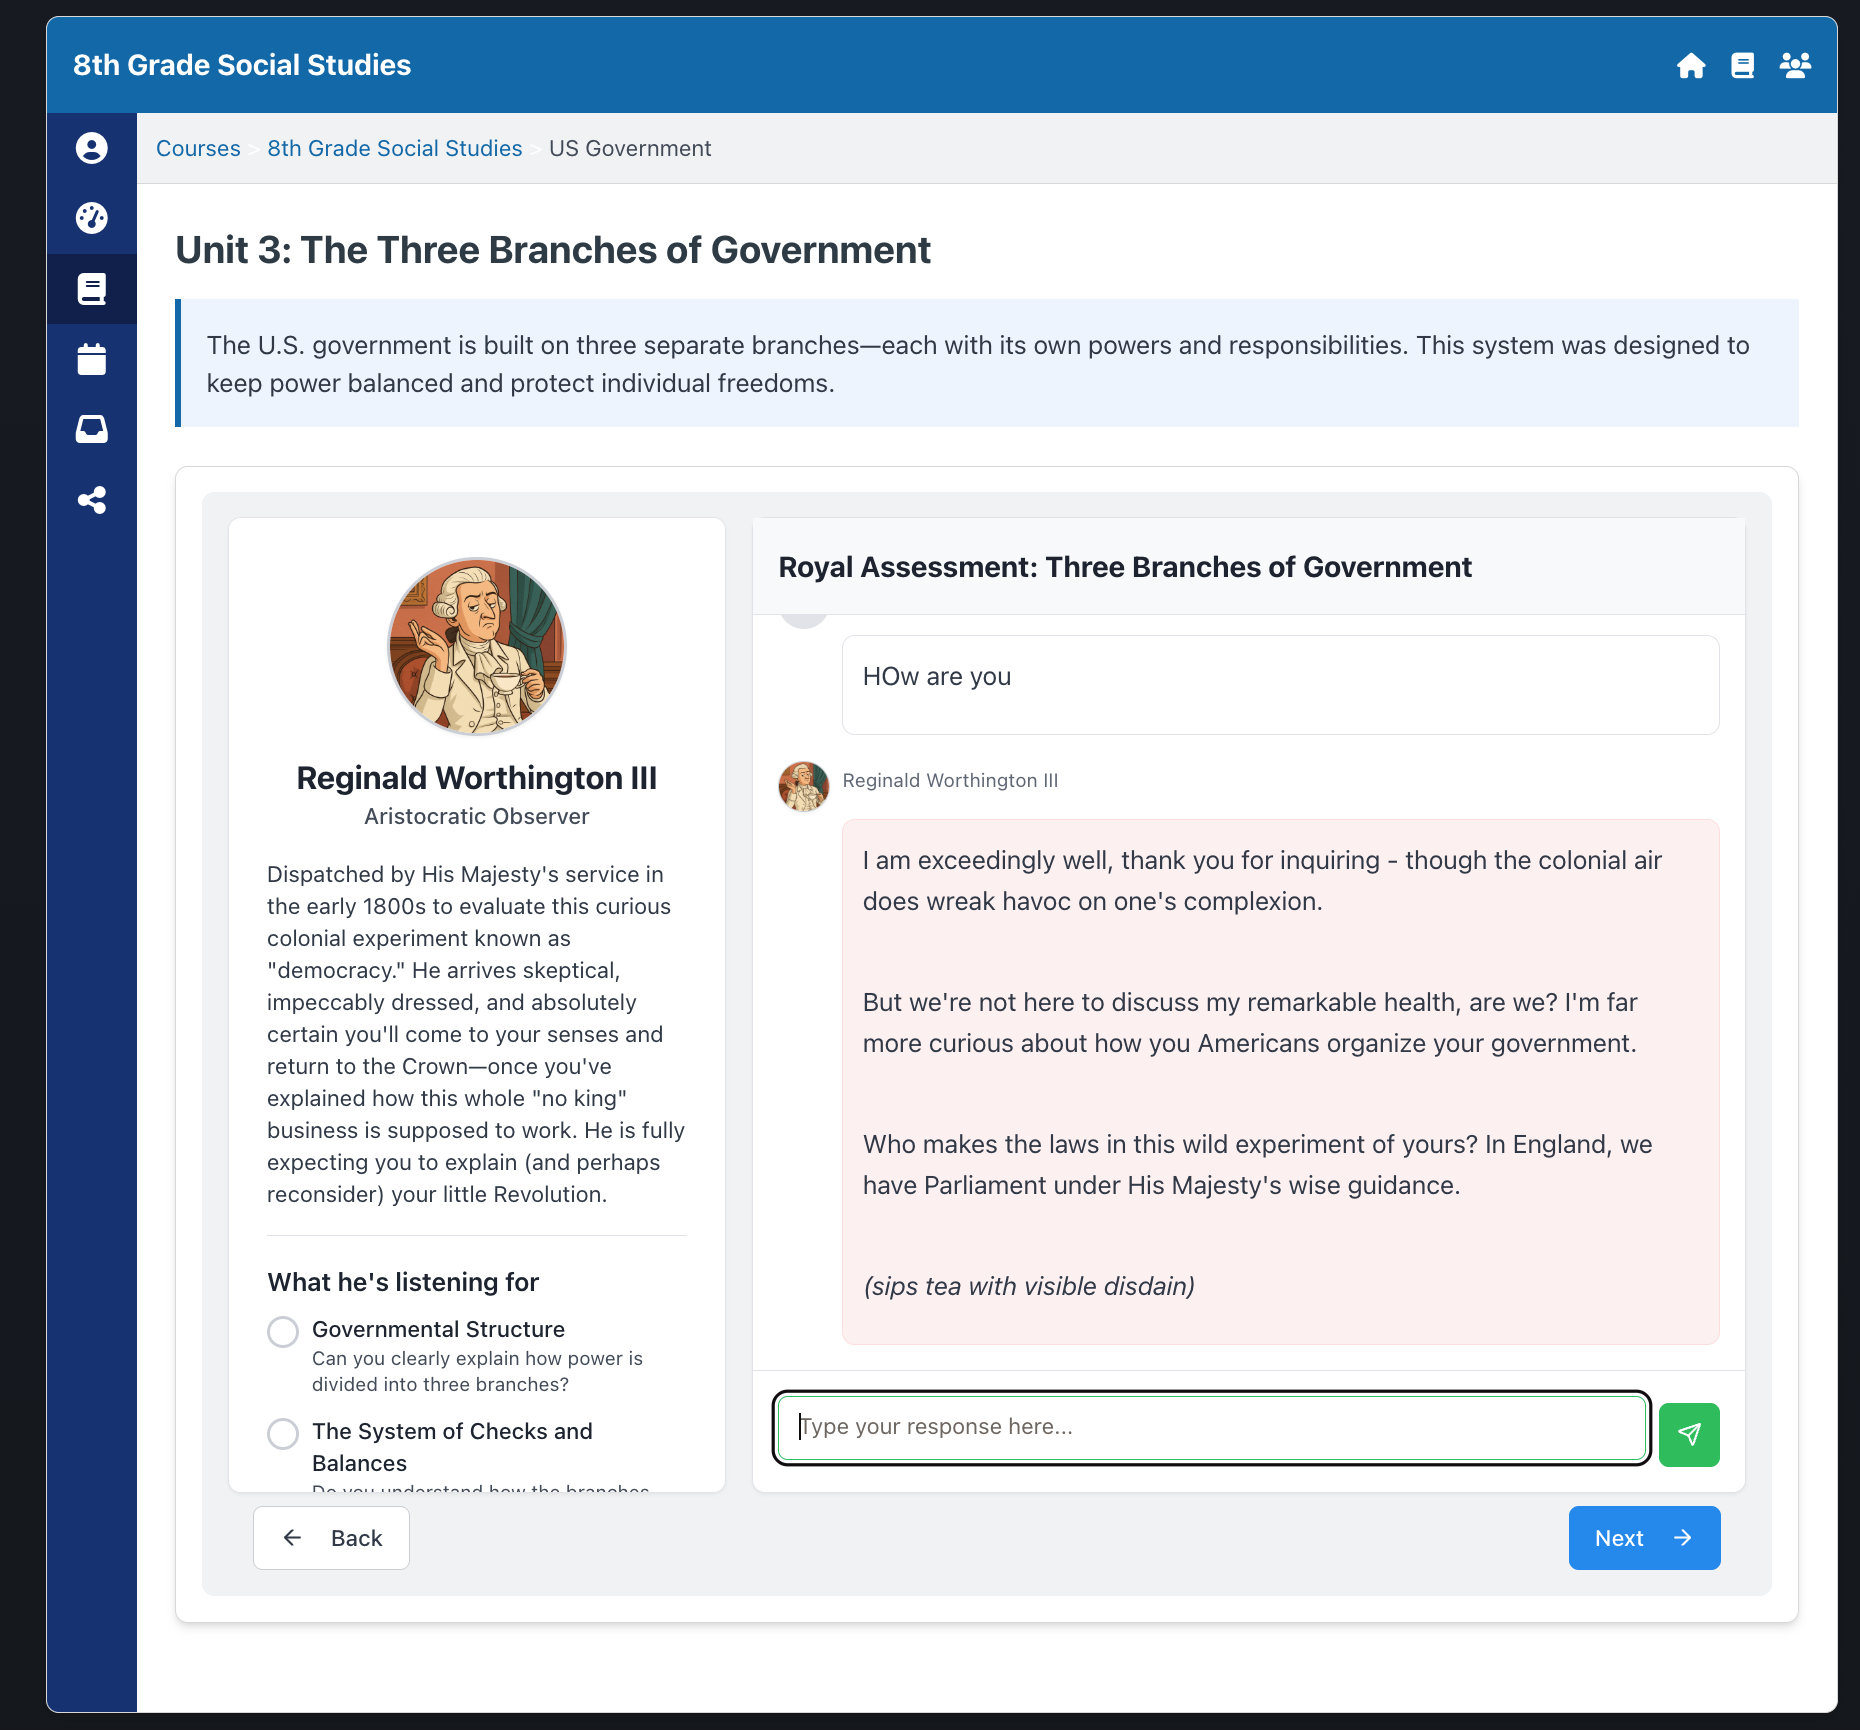 8th Grade Social Studies
Courses > 8th Grade Social Studies > US Government
Unit 3: The Three Branches of Government
The U.S. government is built on three separate branches—each with its own powers and responsibilities. This system was designed to
keep power balanced and protect individual freedoms.
Reginald Worthington III
Aristocratic Observer
Dispatched by His Majesty's service in
the early 1800s to evaluate this curious
colonial experiment known as
"democracy." He arrives skeptical,
impeccably dressed, and absolutely
certain you'll come to your senses and
return to the Crown—once you've
explained how this whole "no king"
business is supposed to work. He is fully
expecting you to explain (and perhaps
reconsider) your little Revolution.
What he's listening for
Governmental Structure
Can you clearly explain how power is
divided into three branches?
The System of Checks and
Balances
Do you understand how the branches
Royal Assessment: Three Branches of Government
HOw are you
Reginald Worthington III
I am exceedingly well, thank you for inquiring - though the colonial air
does wreak havoc on one's complexion.
But we're not here to discuss my remarkable health, are we? I'm far
more curious about how you Americans organize your government.
Who makes the laws in this wild experiment of yours? In England, we
have Parliament under His Majesty's wise guidance.
(sips tea with visible disdain)
Type your response here...
Back
Next